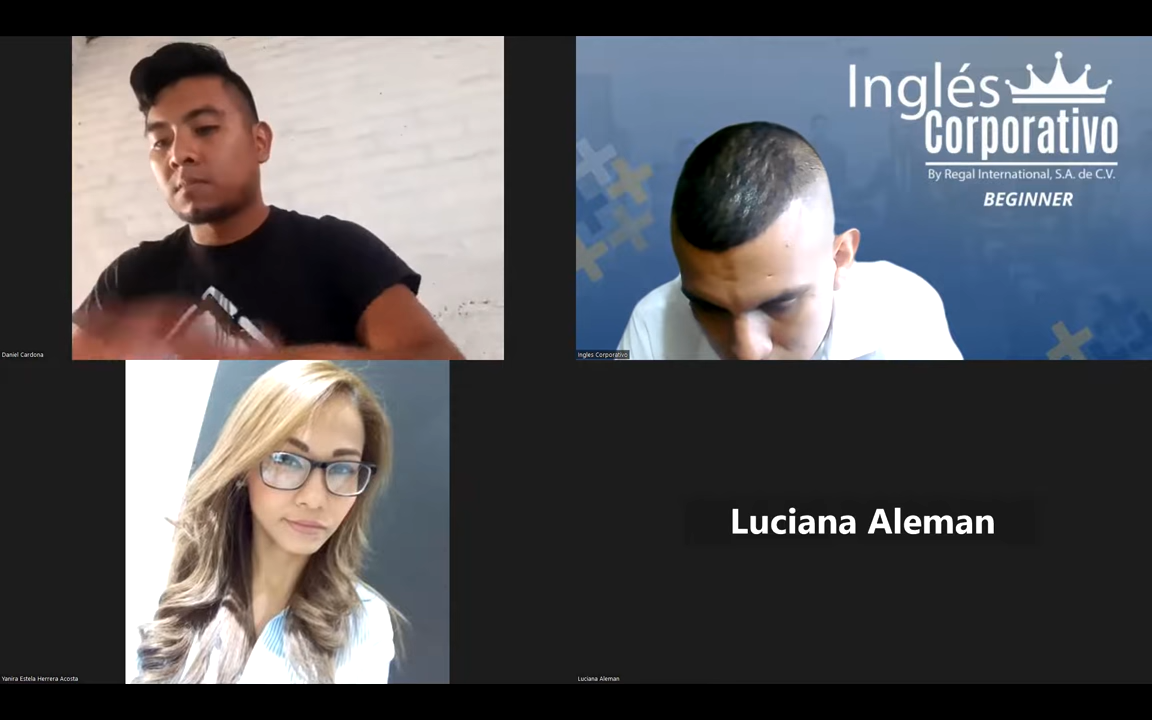 Inglés
Corporativo
By Regal International, S.A. de C.V.
BEGINNER
Daniel Cardona
Ingles Corporativo
Luciana Aleman
Yanira Estela Herrera Acosta
Luciana Aleman